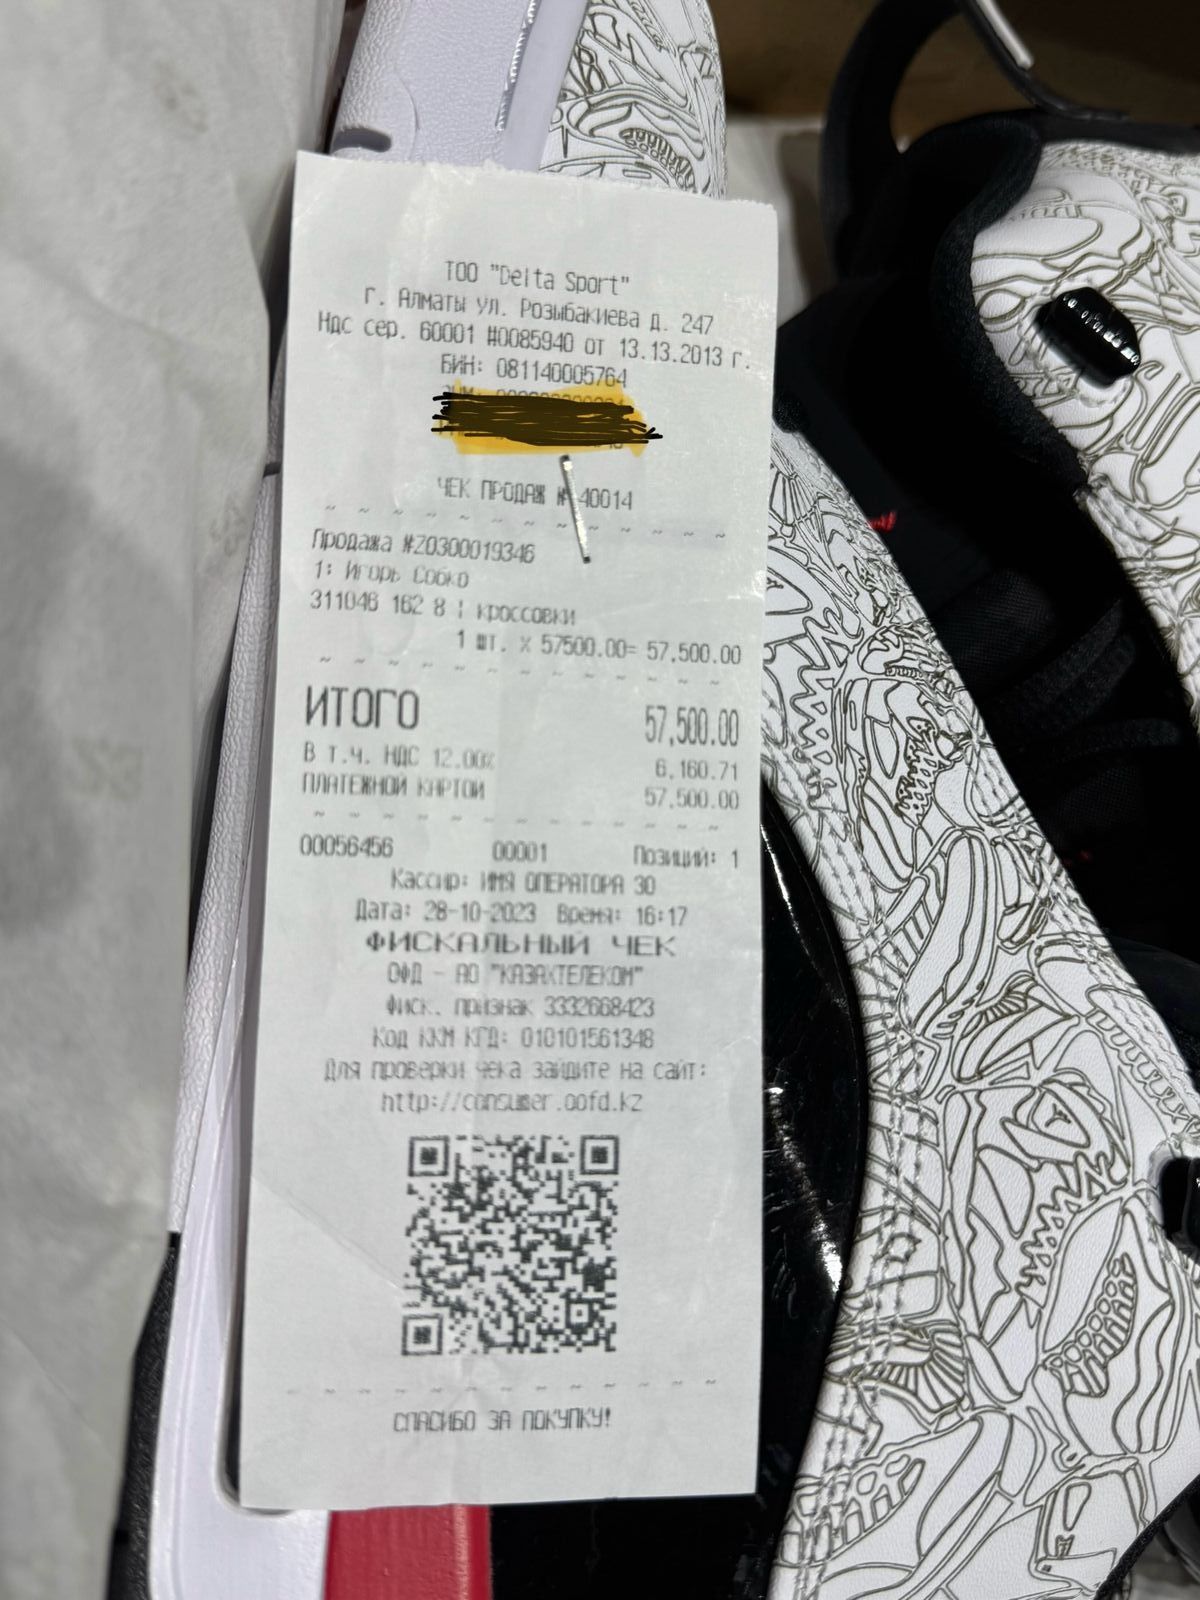 ТОО "Delta Sport"
г. Алматы ул. Розыбакиева д. 247
Ндс сер. 60001 #0085940 от 13.13.2013 г.
БИН: 081140005764
ЧЕК ПРОДАЖ № 40014
Продажа #Z0300019346
1: Игорь Собко
311046 162 8 | кроссовки
1 шт. x 57500.00= 57,500.00
ИТОГО 57,500.00
В Т.Ч. НДС 12.00% 6,160.71
ПЛАТЕЖНОЙ КАРТОЙ 57,500.00
00056456 00001 Позиций: 1
Кассир: ИМЯ ОПЕРАТОРА 30
Дата: 28-10-2023 Время: 16:17
ФИСКАЛЬНЫЙ ЧЕК
ОФД - АО "КАЗАХТЕЛЕКОМ"
Фиск. признак 3332668423
Код ККМ КГД: 010101561348
Для проверки чека зайдите на сайт:
http://consumer.oofd.kz
СПАСИБО ЗА ПОКУПКУ!